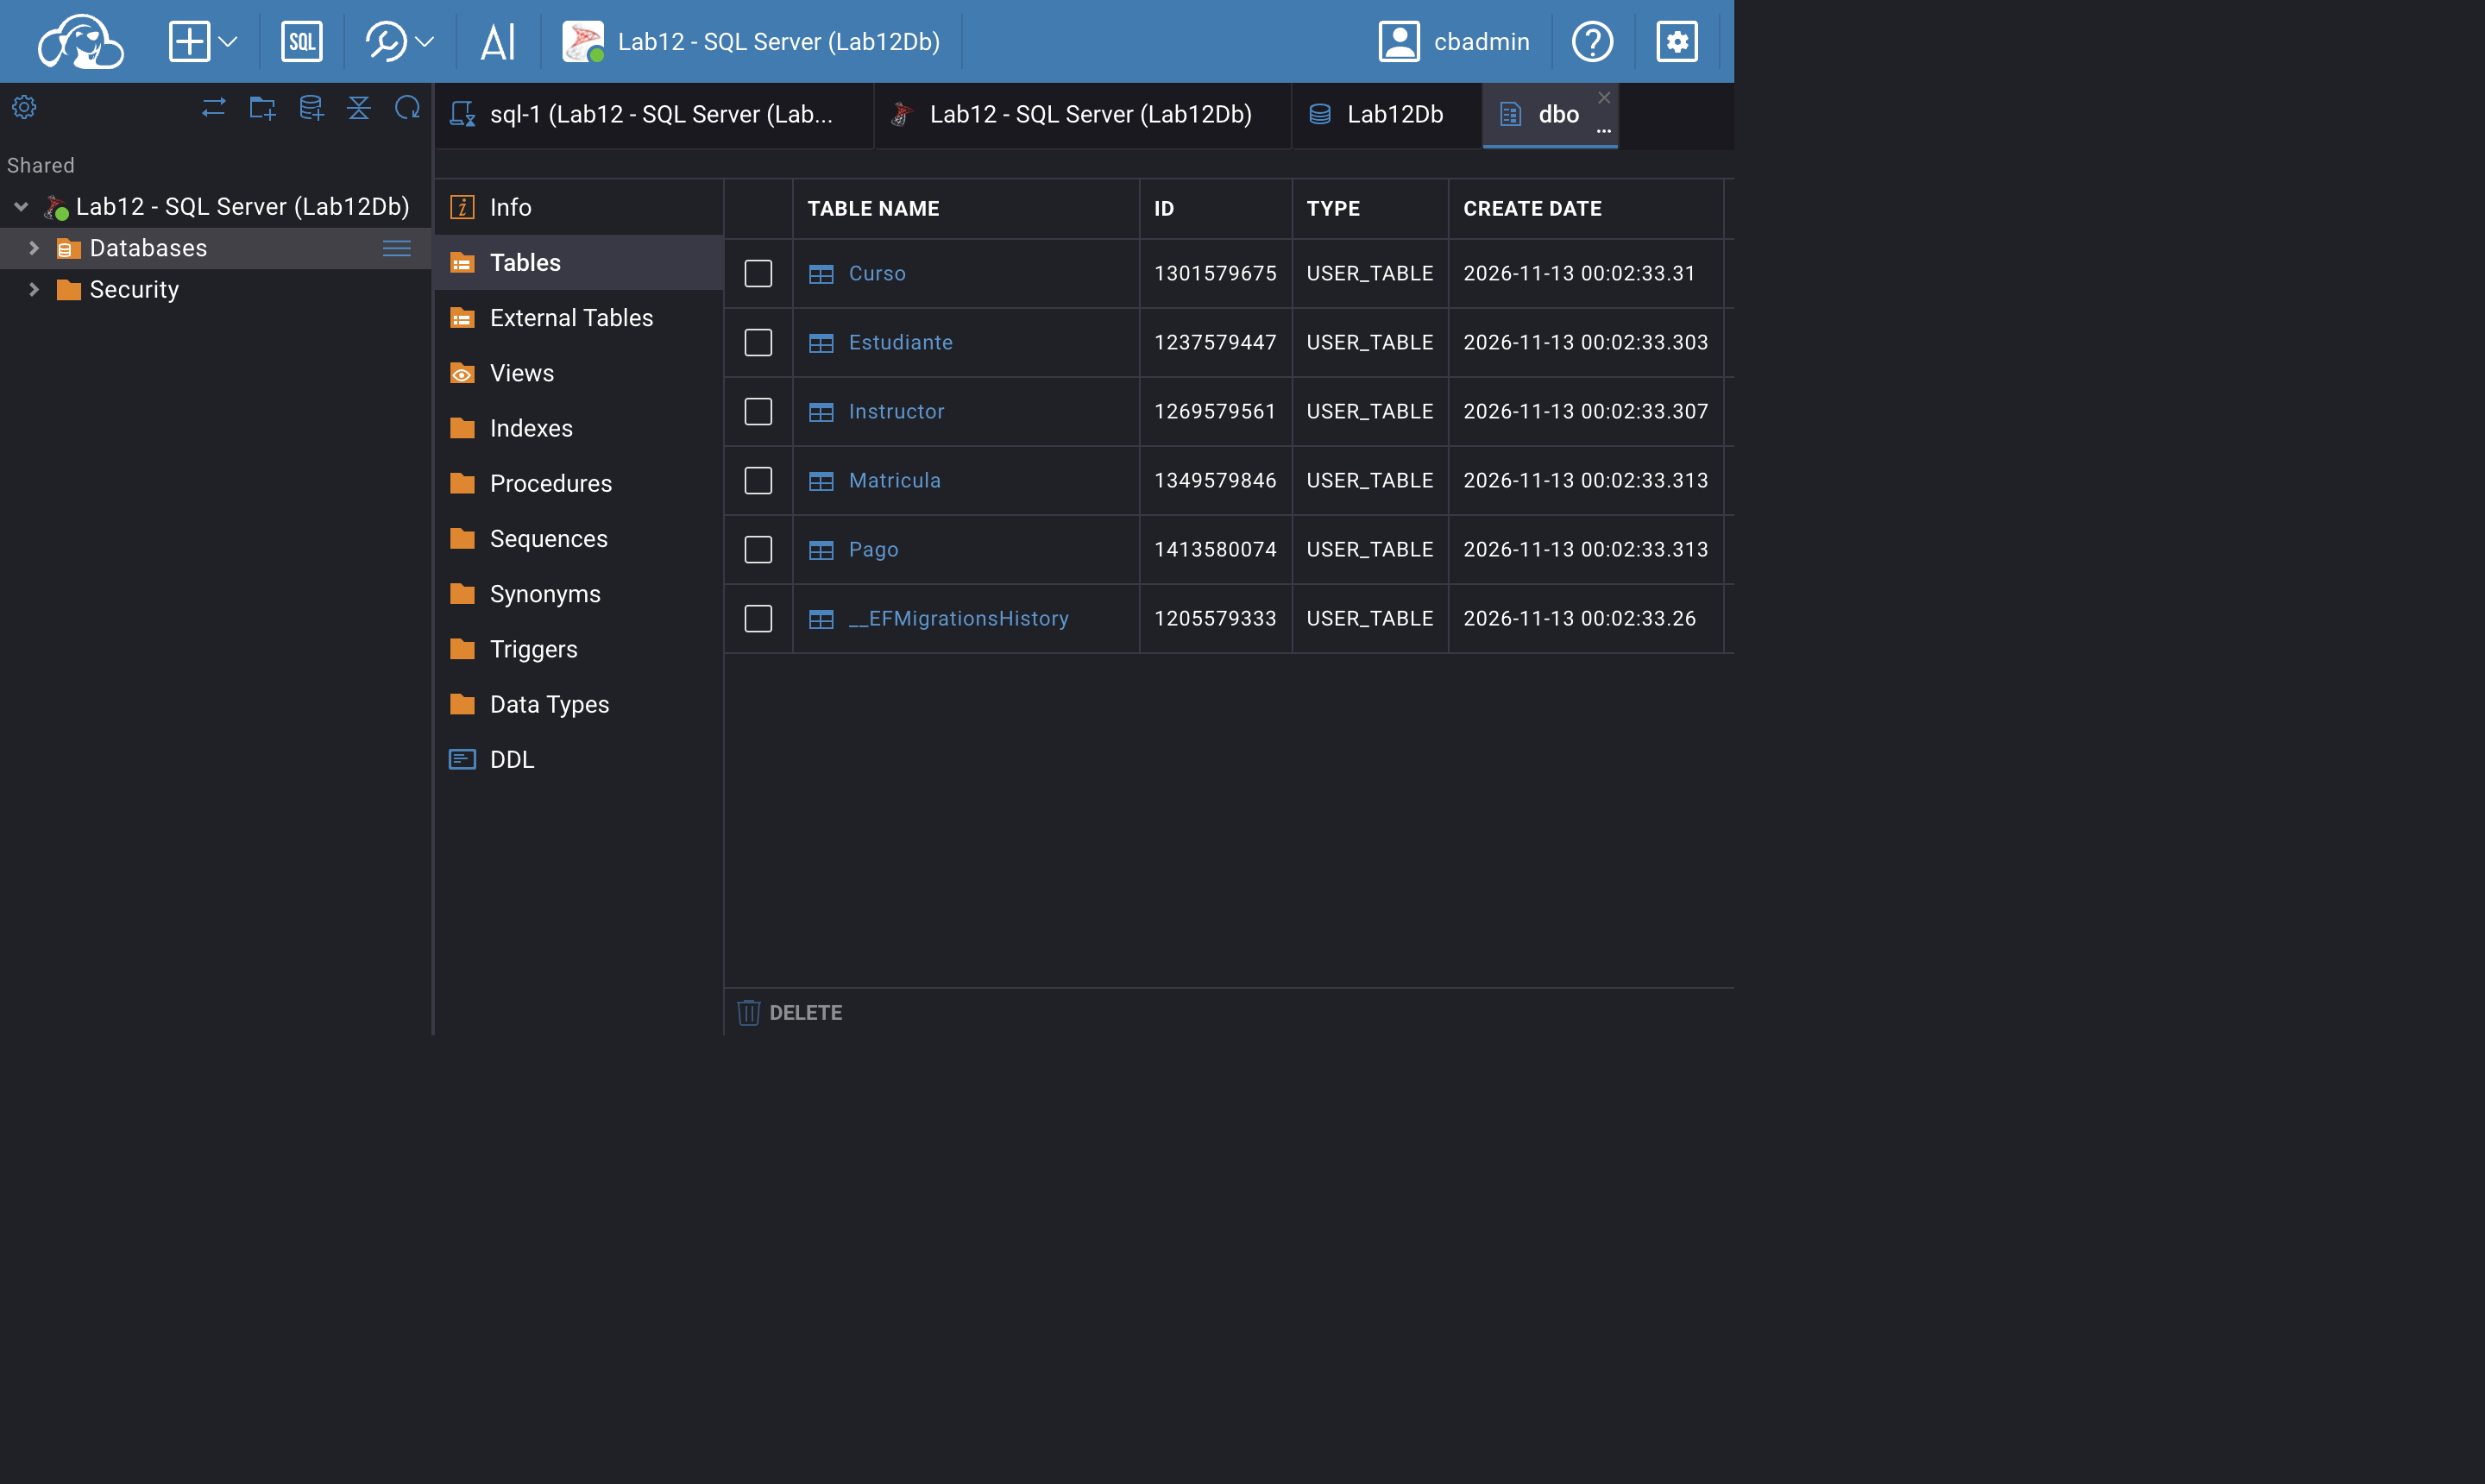 SQL
AI
Lab12 - SQL Server (Lab12Db)
cbadmin
?
sql-1 (Lab12 - SQL Server (Lab...
Lab12 - SQL Server (Lab12Db)
Lab12Db
dbo
Shared
Lab12 - SQL Server (Lab12Db)
Databases
Security
Info
Tables
External Tables
Views
Indexes
Procedures
Sequences
Synonyms
Triggers
Data Types
DDL
TABLE NAME ID TYPE CREATE DATE
Curso 1301579675 USER_TABLE 2026-11-13 00:02:33.31
Estudiante 1237579447 USER_TABLE 2026-11-13 00:02:33.303
Instructor 1269579561 USER_TABLE 2026-11-13 00:02:33.307
Matricula 1349579846 USER_TABLE 2026-11-13 00:02:33.313
Pago 1413580074 USER_TABLE 2026-11-13 00:02:33.313
__EFMigrationsHistory 1205579333 USER_TABLE 2026-11-13 00:02:33.26
DELETE